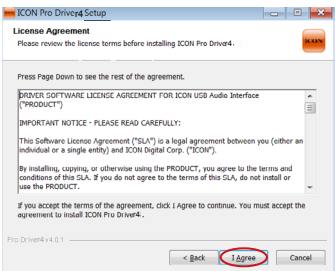 ICON Pro Driver4 Setup
License Agreement
Please review the license terms before installing ICON Pro Driver4.
ICON
Press Page Down to see the rest of the agreement.
DRIVER SOFTWARE LICENSE AGREEMENT FOR ICON USB Audio Interface
("PRODUCT")
IMPORTANT NOTICE - PLEASE READ CAREFULLY:
This Software License Agreement ("SLA") is a legal agreement between you (either an
individual or a single entity) and ICON Digital Corp. ("ICON").
By installing, copying, or otherwise using the PRODUCT, you agree to the terms and
conditions of this SLA. If you do not agree to the terms of this SLA, do not install or
use the PRODUCT.
If you accept the terms of the agreement, click I Agree to continue. You must accept the
agreement to install ICON Pro Driver4.
Pro Driver4 v4.0.1
< Back
I Agree
Cancel